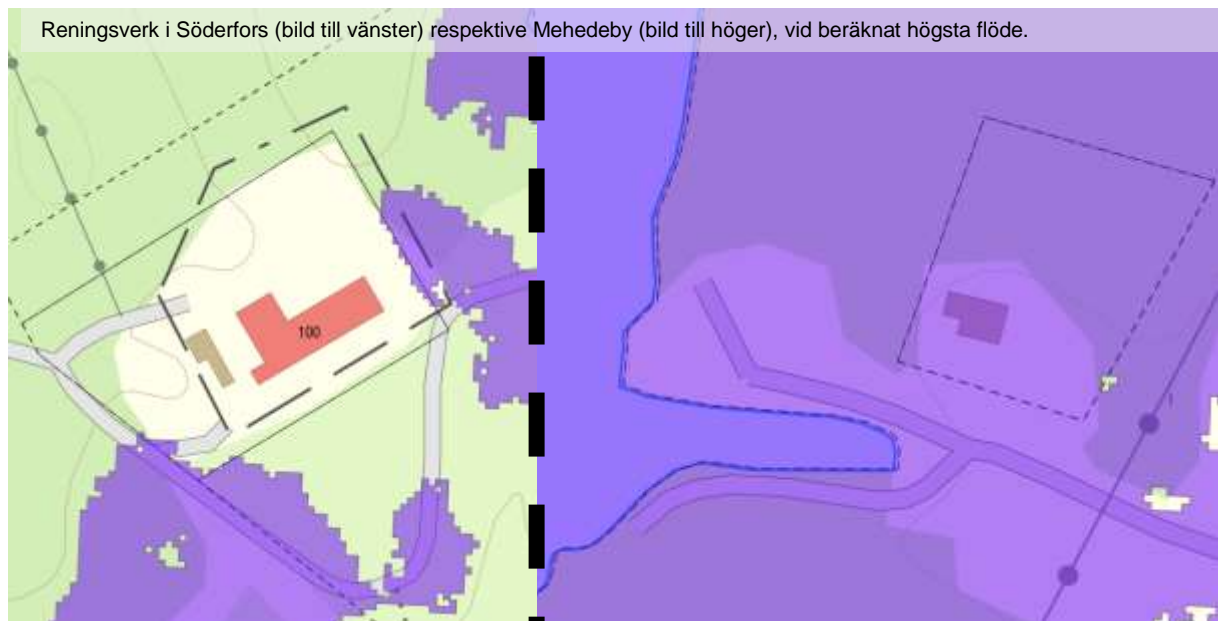 Reningsverk i Söderfors (bild till vänster) respektive Mehedeby (bild till höger), vid beräknat högsta flöde.
100